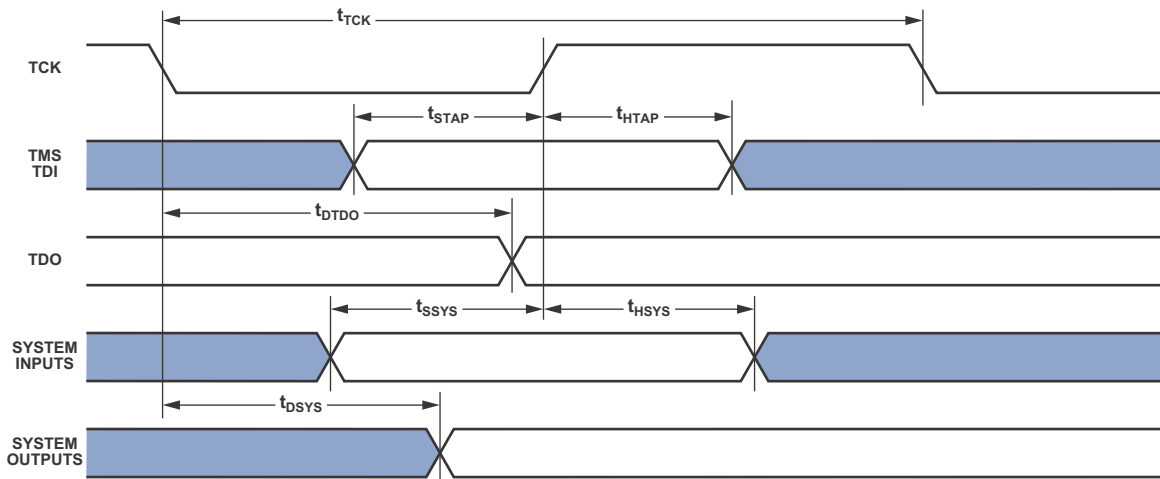 tTCK
TCK
tSTAP
tHTAP
TMS
TDI
tDTDO
TDO
tSSYS
tHSYS
SYSTEM
INPUTS
tDSYS
SYSTEM
OUTPUTS